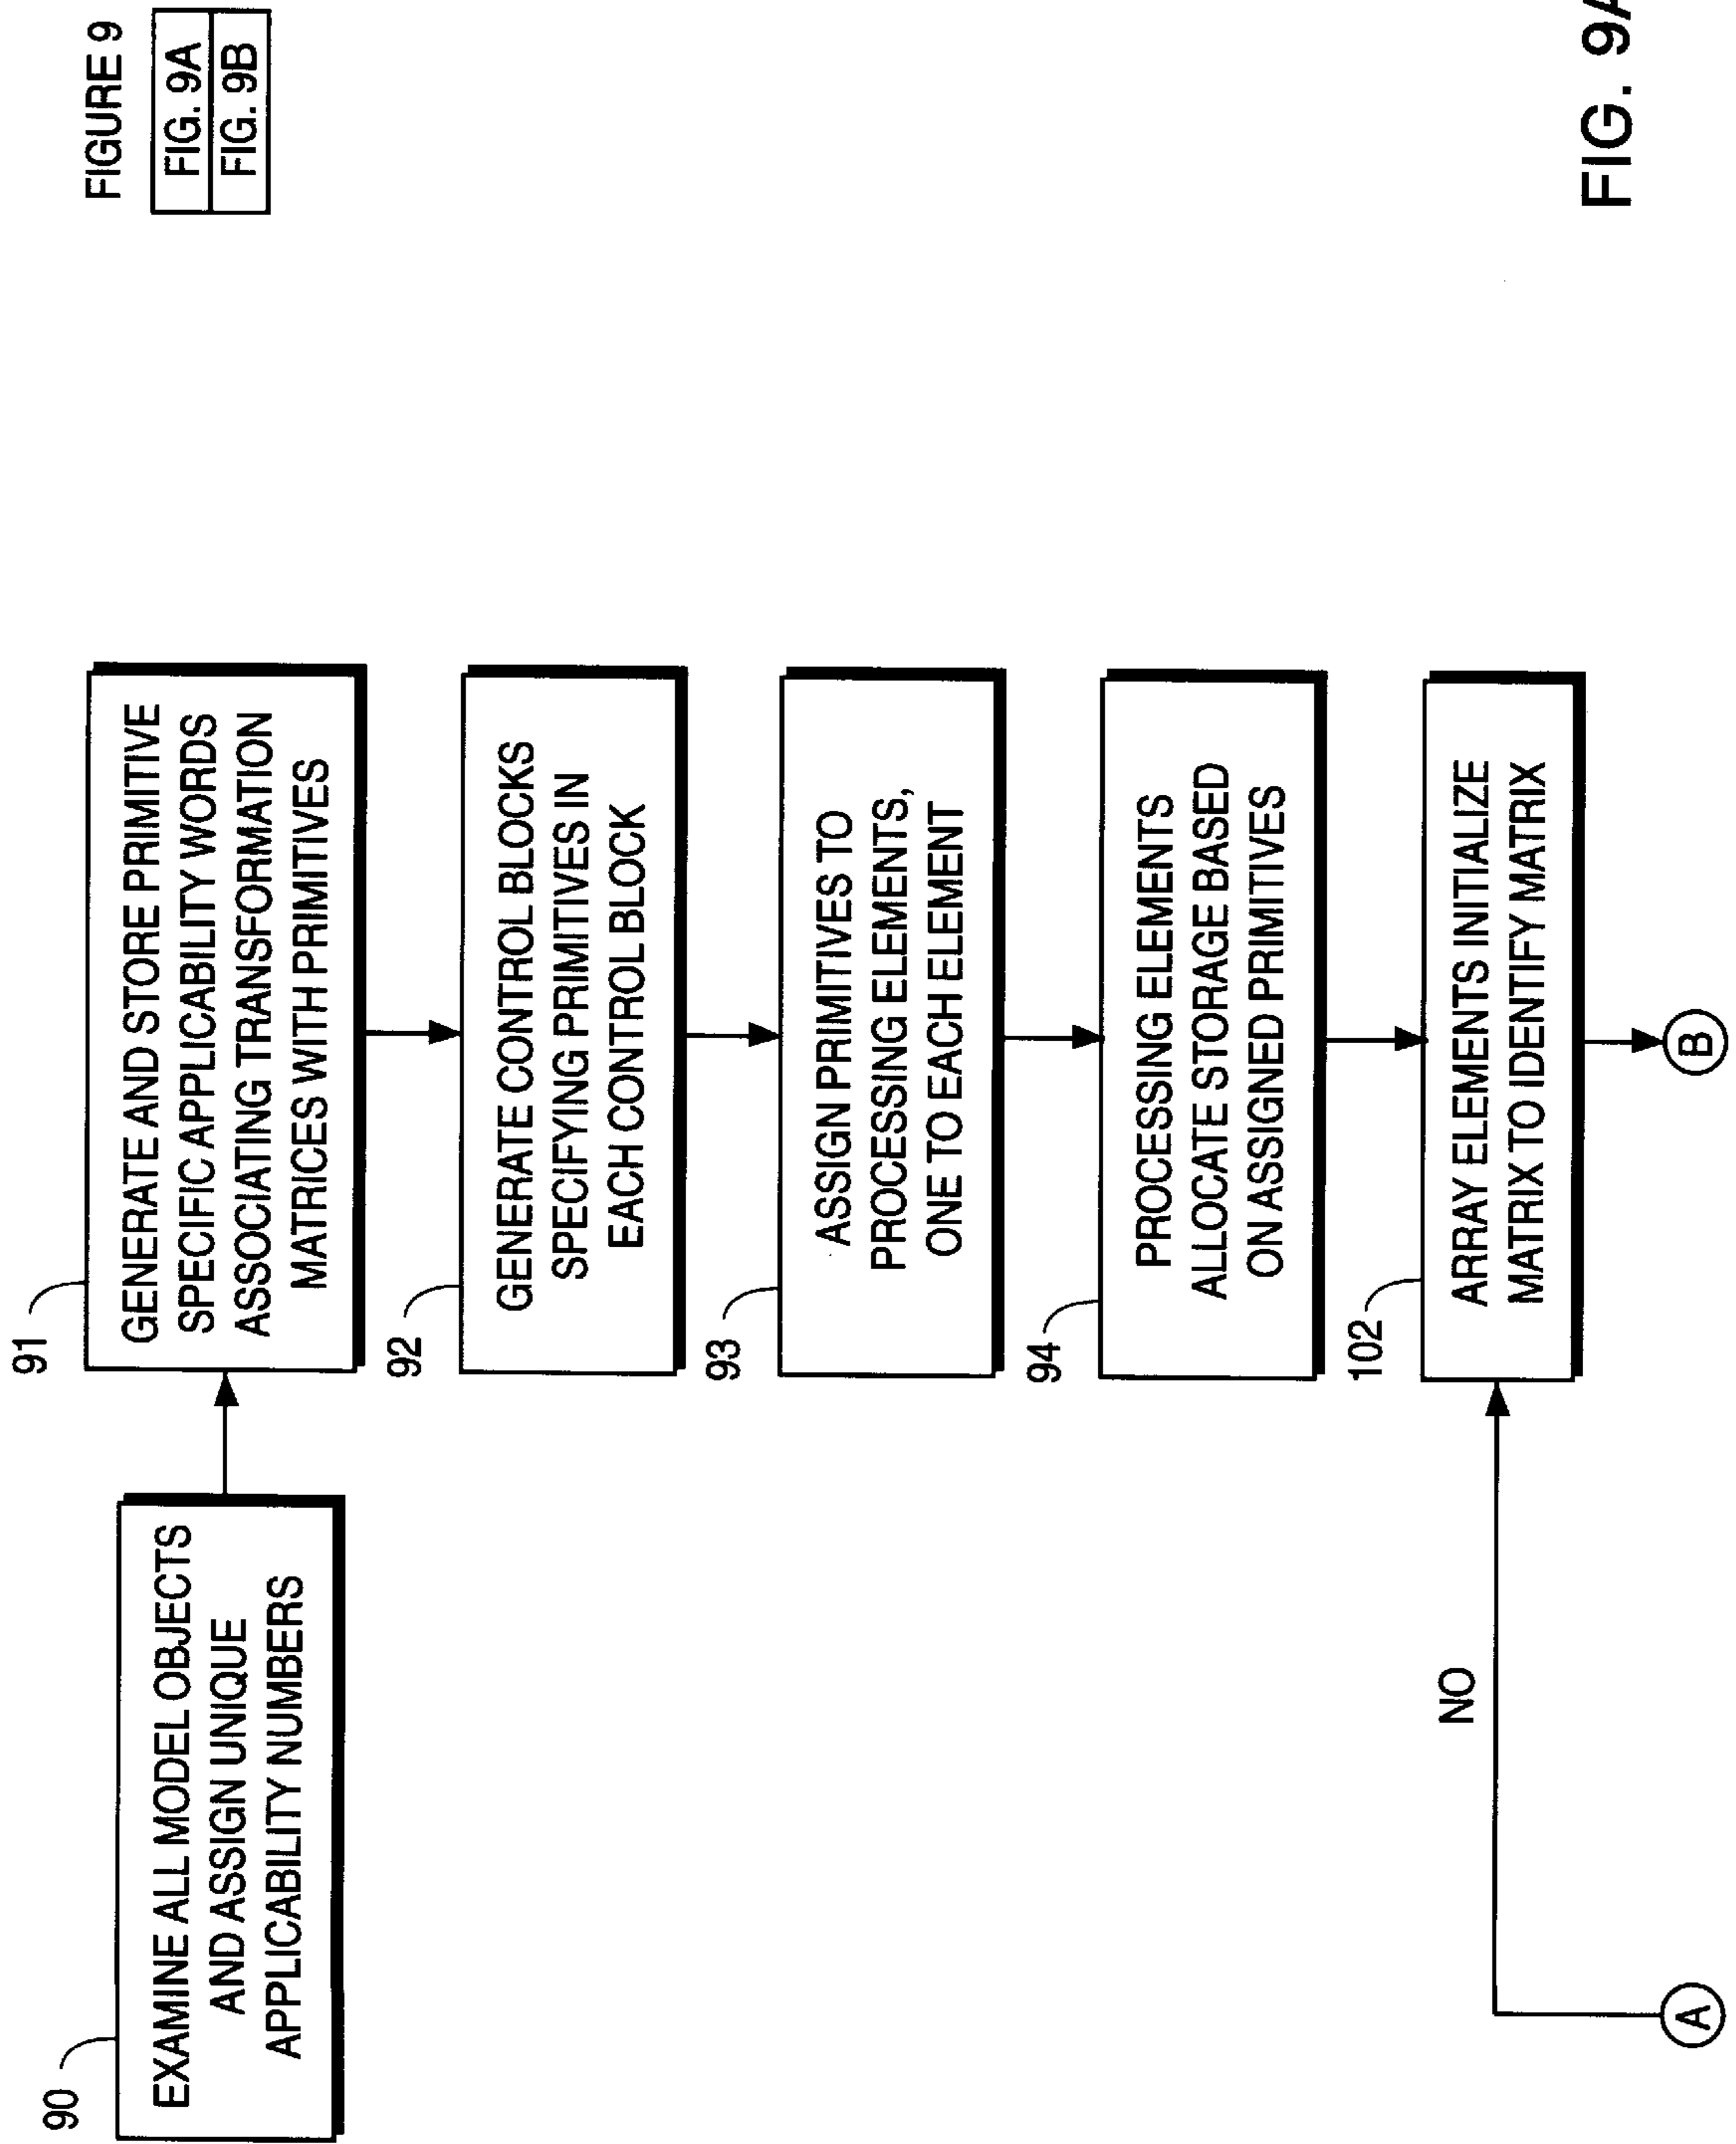 FIGURE 9
FIG. 9A
FIG. 9B
90
EXAMINE ALL MODEL OBJECTS
AND ASSIGN UNIQUE
APPLICABILITY NUMBERS
91
GENERATE AND STORE PRIMITIVE
SPECIFIC APPLICABILITY WORDS
ASSOCIATING TRANSFORMATION
MATRICES WITH PRIMITIVES
92
GENERATE CONTROL BLOCKS
SPECIFYING PRIMITIVES IN
EACH CONTROL BLOCK
93
ASSIGN PRIMITIVES TO
PROCESSING ELEMENTS,
ONE TO EACH ELEMENT
94
PROCESSING ELEMENTS
ALLOCATE STORAGE BASED
ON ASSIGNED PRIMITIVES
102
ARRAY ELEMENTS INITIALIZE
MATRIX TO IDENTIFY MATRIX
NO
A
B
FIG. 9A